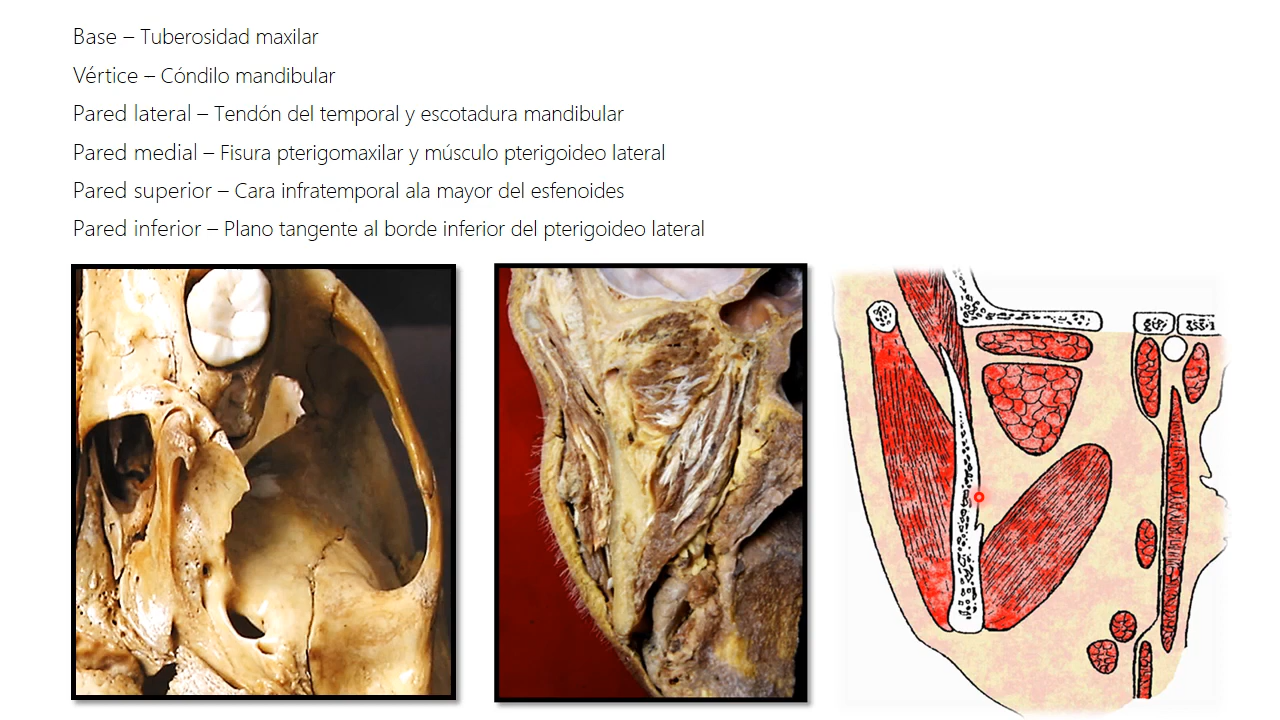 Base – Tuberosidad maxilar
Vértice – Cóndilo mandibular
Pared lateral – Tendón del temporal y escotadura mandibular
Pared medial – Fisura pterigomaxilar y músculo pterigoideo lateral
Pared superior – Cara infratemporal ala mayor del esfenoides
Pared inferior – Plano tangente al borde inferior del pterigoideo lateral